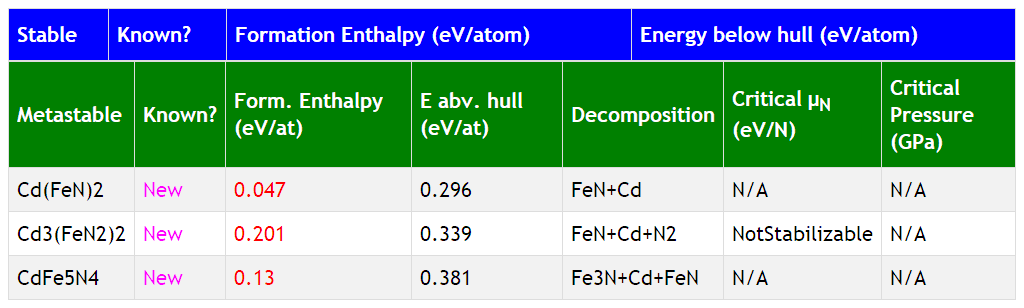 Stable Known? Formation Enthalpy (eV/atom) Energy below hull (eV/atom)
Metastable Known? Form. Enthalpy (eV/at) E abv. hull (eV/at) Decomposition Critical μN (eV/N) Critical Pressure (GPa)
Cd(FeN)2 New 0.047 0.296 FeN+Cd N/A N/A
Cd3(FeN2)2 New 0.201 0.339 FeN+Cd+N2 NotStabilizable N/A
CdFe5N4 New 0.13 0.381 Fe3N+Cd+FeN N/A N/A